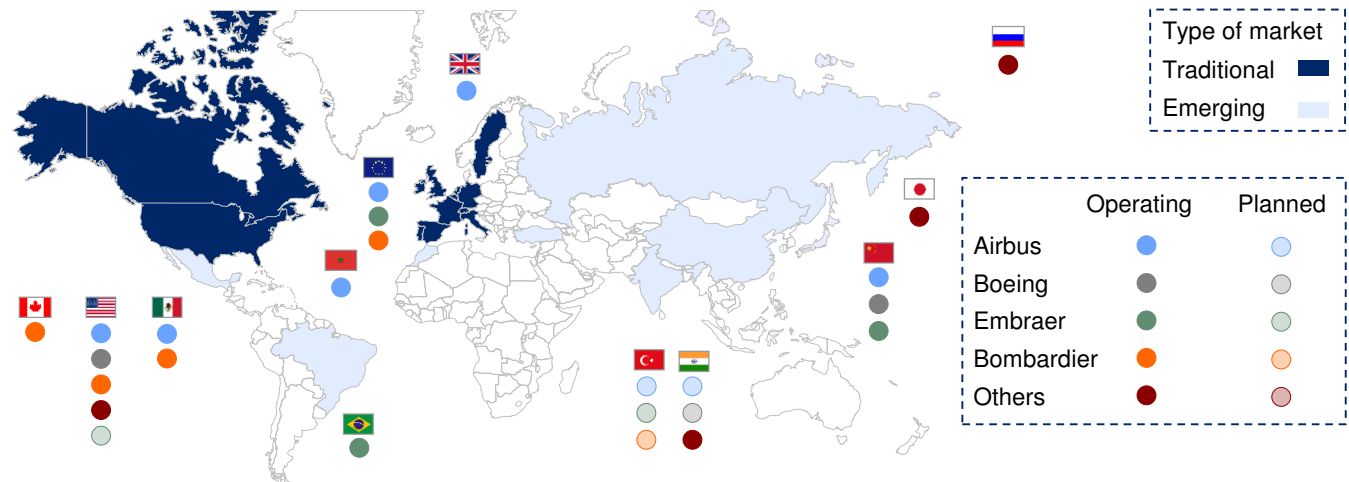 Type of market
Traditional
Emerging
Operating Planned
Airbus
Boeing
Embraer
Bombardier
Others